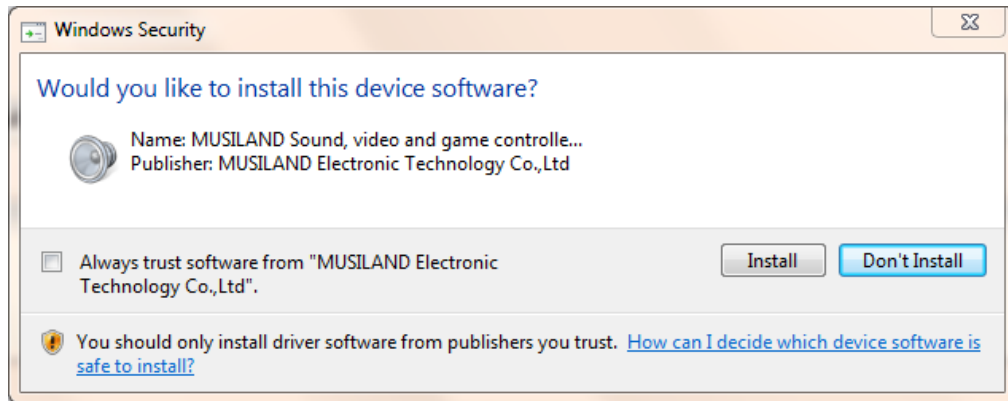 Windows Security
Would you like to install this device software?
Name: MUSILAND Sound, video and game controlle...
Publisher: MUSILAND Electronic Technology Co.,Ltd
Always trust software from "MUSILAND Electronic
Technology Co.,Ltd".
Install
Don't Install
You should only install driver software from publishers you trust. How can I decide which device software is
safe to install?